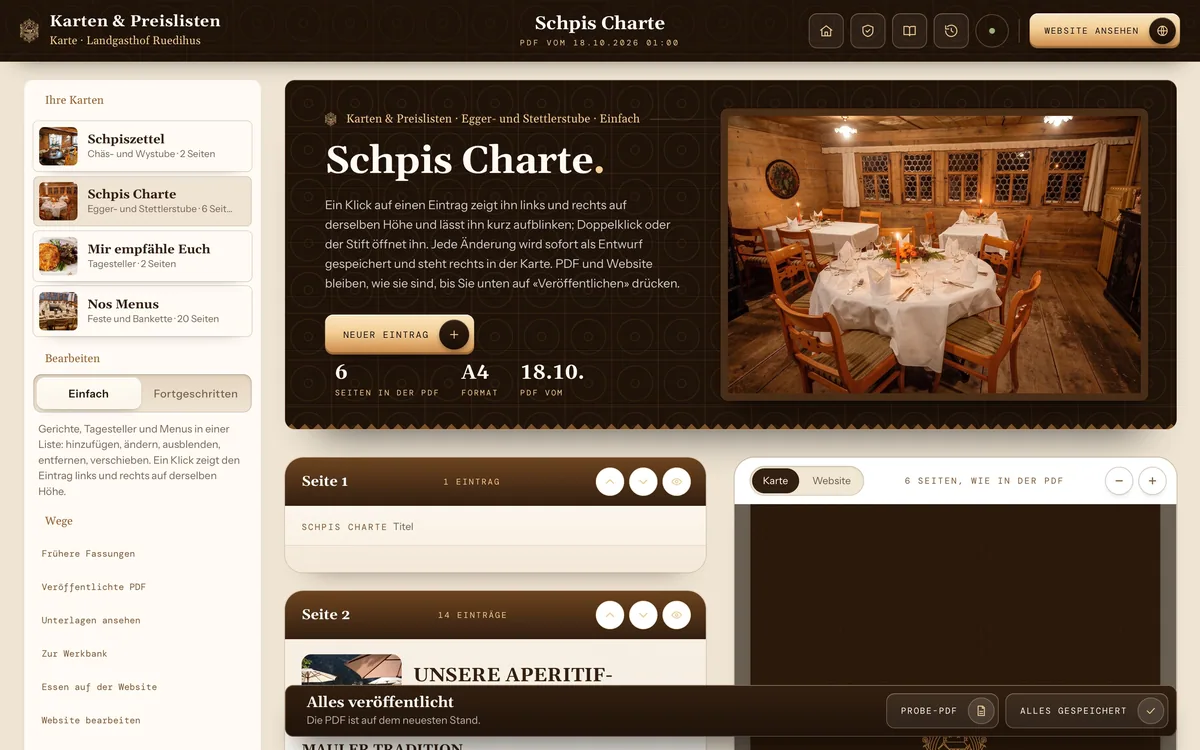 Karten & Preislisten
Karte · Landgasthof Ruedihus
Schpis Charte
PDF VOM 18.10.2026 01:00
WEBSITE ANSEHEN
Ihre Karten
Schpiszettel
Chäs- und Wystube · 2 Seiten
Schpis Charte
Egger- und Stettlerstube · 6 Seit…
Mir empfähle Euch
Tagesteller · 2 Seiten
Nos Menus
Feste und Bankette · 20 Seiten
Bearbeiten
Einfach
Fortgeschritten
Gerichte, Tagesteller und Menus in einer
Liste: hinzufügen, ändern, ausblenden,
entfernen, verschieben. Ein Klick zeigt den
Eintrag links und rechts auf derselben
Höhe.
Wege
Frühere Fassungen
Veröffentlichte PDF
Unterlagen ansehen
Zur Werkbank
Essen auf der Website
Website bearbeiten
Karten & Preislisten · Egger- und Stettlerstube · Einfach
Schpis Charte.
Ein Klick auf einen Eintrag zeigt ihn links und rechts auf
derselben Höhe und lässt ihn kurz aufblinken; Doppelklick oder
der Stift öffnet ihn. Jede Änderung wird sofort als Entwurf
gespeichert und steht rechts in der Karte. PDF und Website
bleiben, wie sie sind, bis Sie unten auf «Veröffentlichen» drücken.
NEUER EINTRAG
6
SEITEN IN DER PDF
A4
FORMAT
18.10.
PDF VOM
Seite 1
1 EINTRAG
SCHPIS CHARTE Titel
Seite 2
14 EINTRÄGE
UNSERE APERITIF-
MAULER TRADITION
Karte
Website
6 SEITEN, WIE IN DER PDF
Alles veröffentlicht
Die PDF ist auf dem neuesten Stand.
PROBE-PDF
ALLES GESPEICHERT